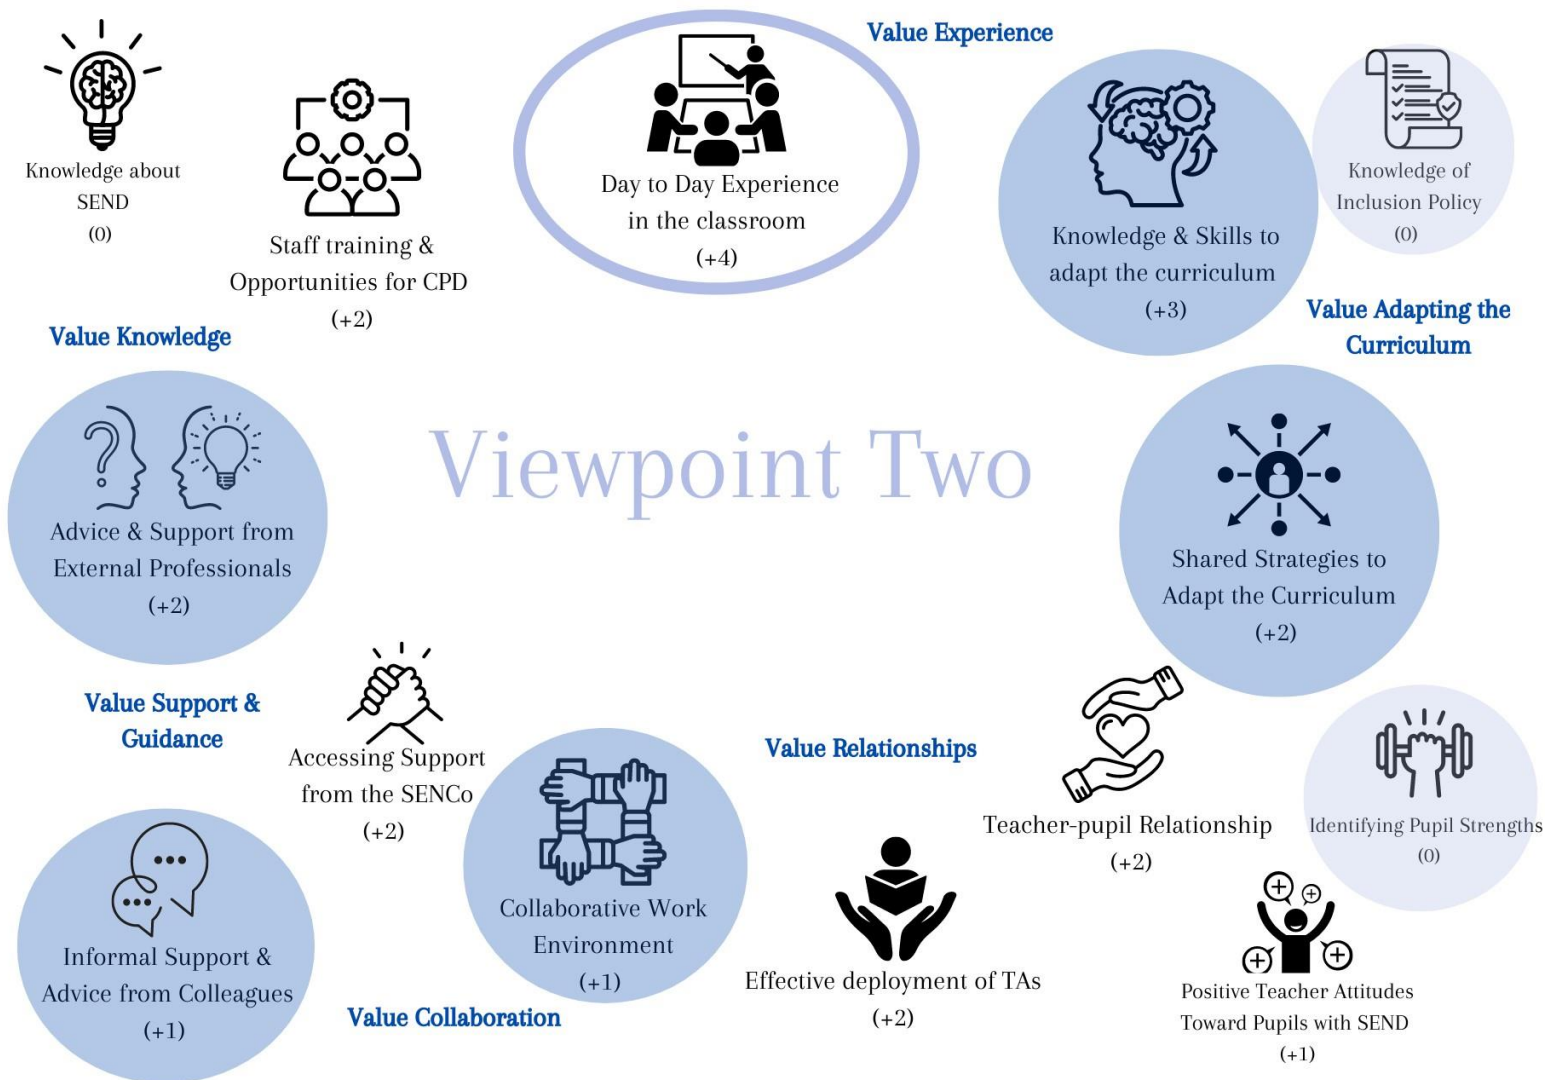 Knowledge about
SEND
(0)
Staff training &
Opportunities for CPD
(+2)
Day to Day Experience
in the classroom
(+4)
Value Experience
Knowledge & Skills to
adapt the curriculum
(+3)
Knowledge of
Inclusion Policy
(0)
Value Knowledge
Value Adapting the
Curriculum
Viewpoint Two
Advice & Support from
External Professionals
(+2)
Shared Strategies to
Adapt the Curriculum
(+2)
Value Support &
Guidance
Accessing Support
from the SENCo
(+2)
Value Relationships
Teacher-pupil Relationship
(+2)
Identifying Pupil Strengths
(0)
Informal Support &
Advice from Colleagues
(+1)
Collaborative Work
Environment
(+1)
Value Collaboration
Effective deployment of TAs
(+2)
Positive Teacher Attitudes
Toward Pupils with SEND
(+1)